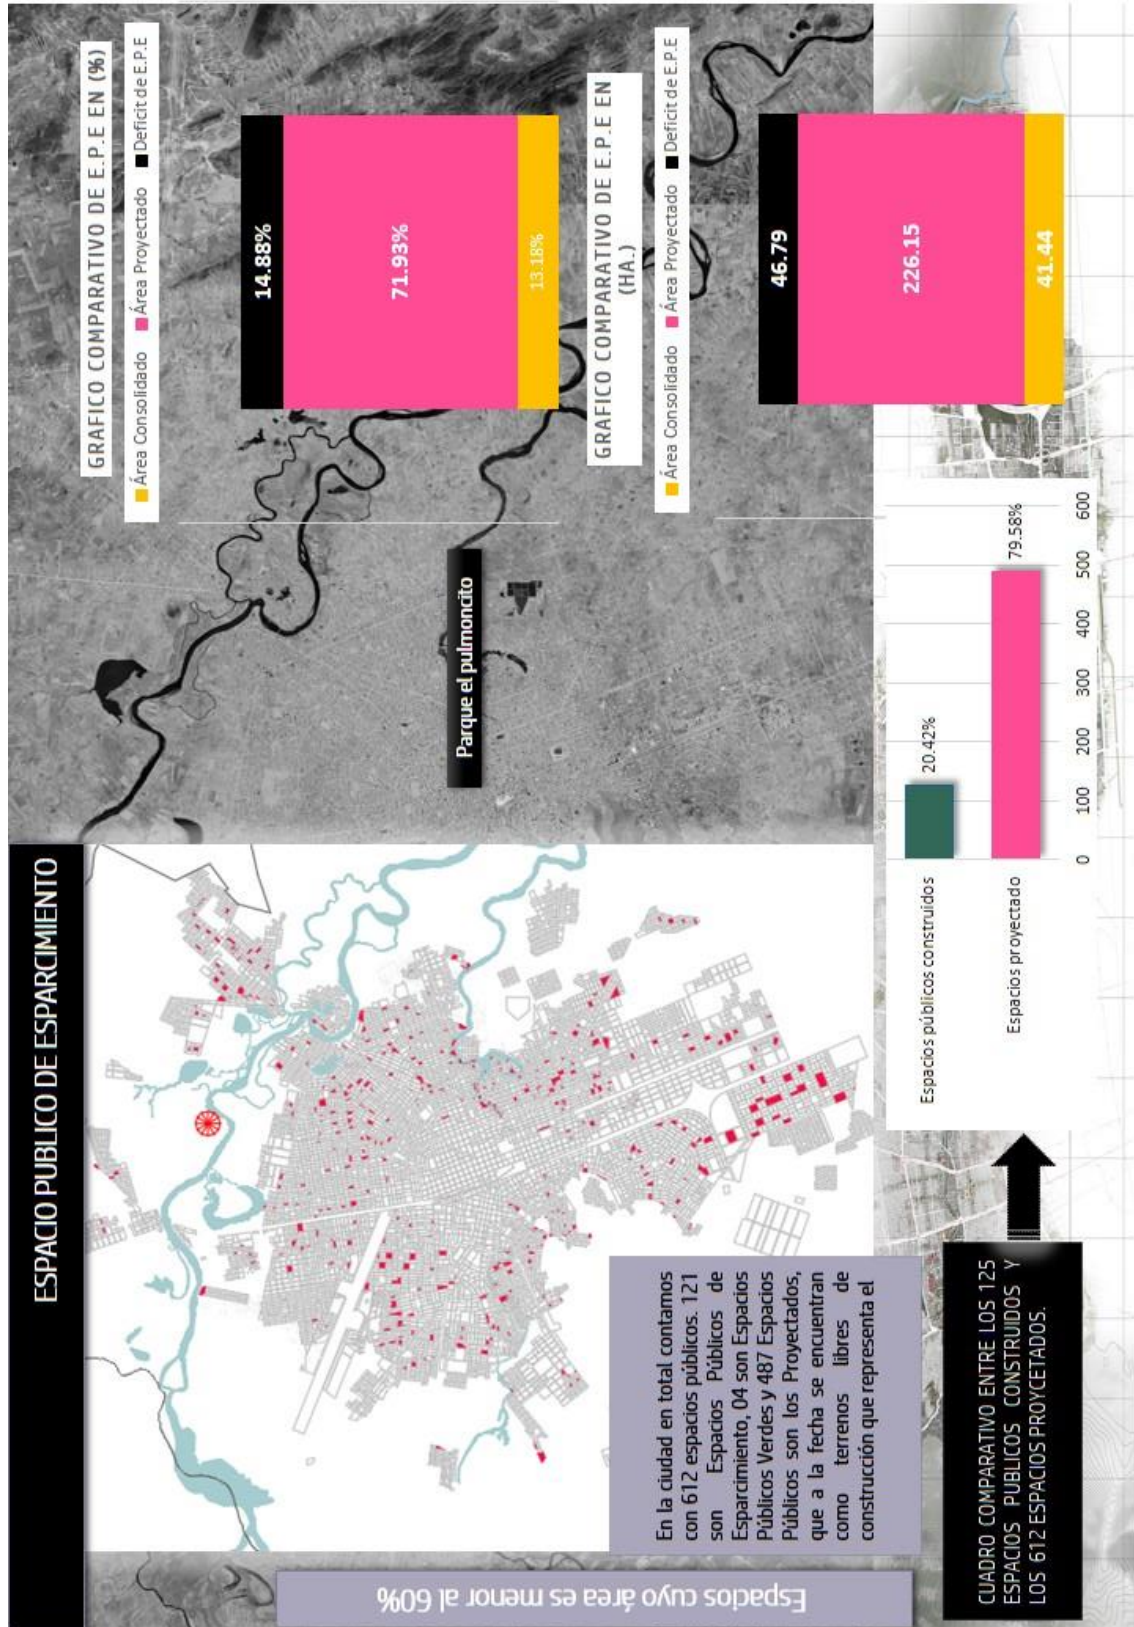 ESPACIO PUBLICO DE ESPARCIMIENTO
Espacios cuyo área es menor al 60%
En la ciudad en total contamos
con 612 espacios públicos. 121
son Espacios Públicos de
Esparcimiento, 04 son Espacios
Públicos Verdes y 487 Espacios
Públicos son los Proyectados,
que a la fecha se encuentran
como terrenos libres de
construcción que representa el
CUADRO COMPARATIVO ENTRE LOS 125
ESPACIOS PUBLICOS CONSTRUIDOS Y
LOS 612 ESPACIOS PROYCETADOS.
Parque el pulmoncito
GRAFICO COMPARATIVO DE E.P.E EN (%)
Área Consolidado Área Proyectado Deficit de E.P.E
14.88%
71.93%
13.18%
GRAFICO COMPARATIVO DE E.P.E EN
(HA.)
Área Consolidado Área Proyectado Deficit de E.P.E
46.79
226.15
41.44
Espacios públicos construidos 20.42%
Espacios proyectado 79.58%
0 100 200 300 400 500 600